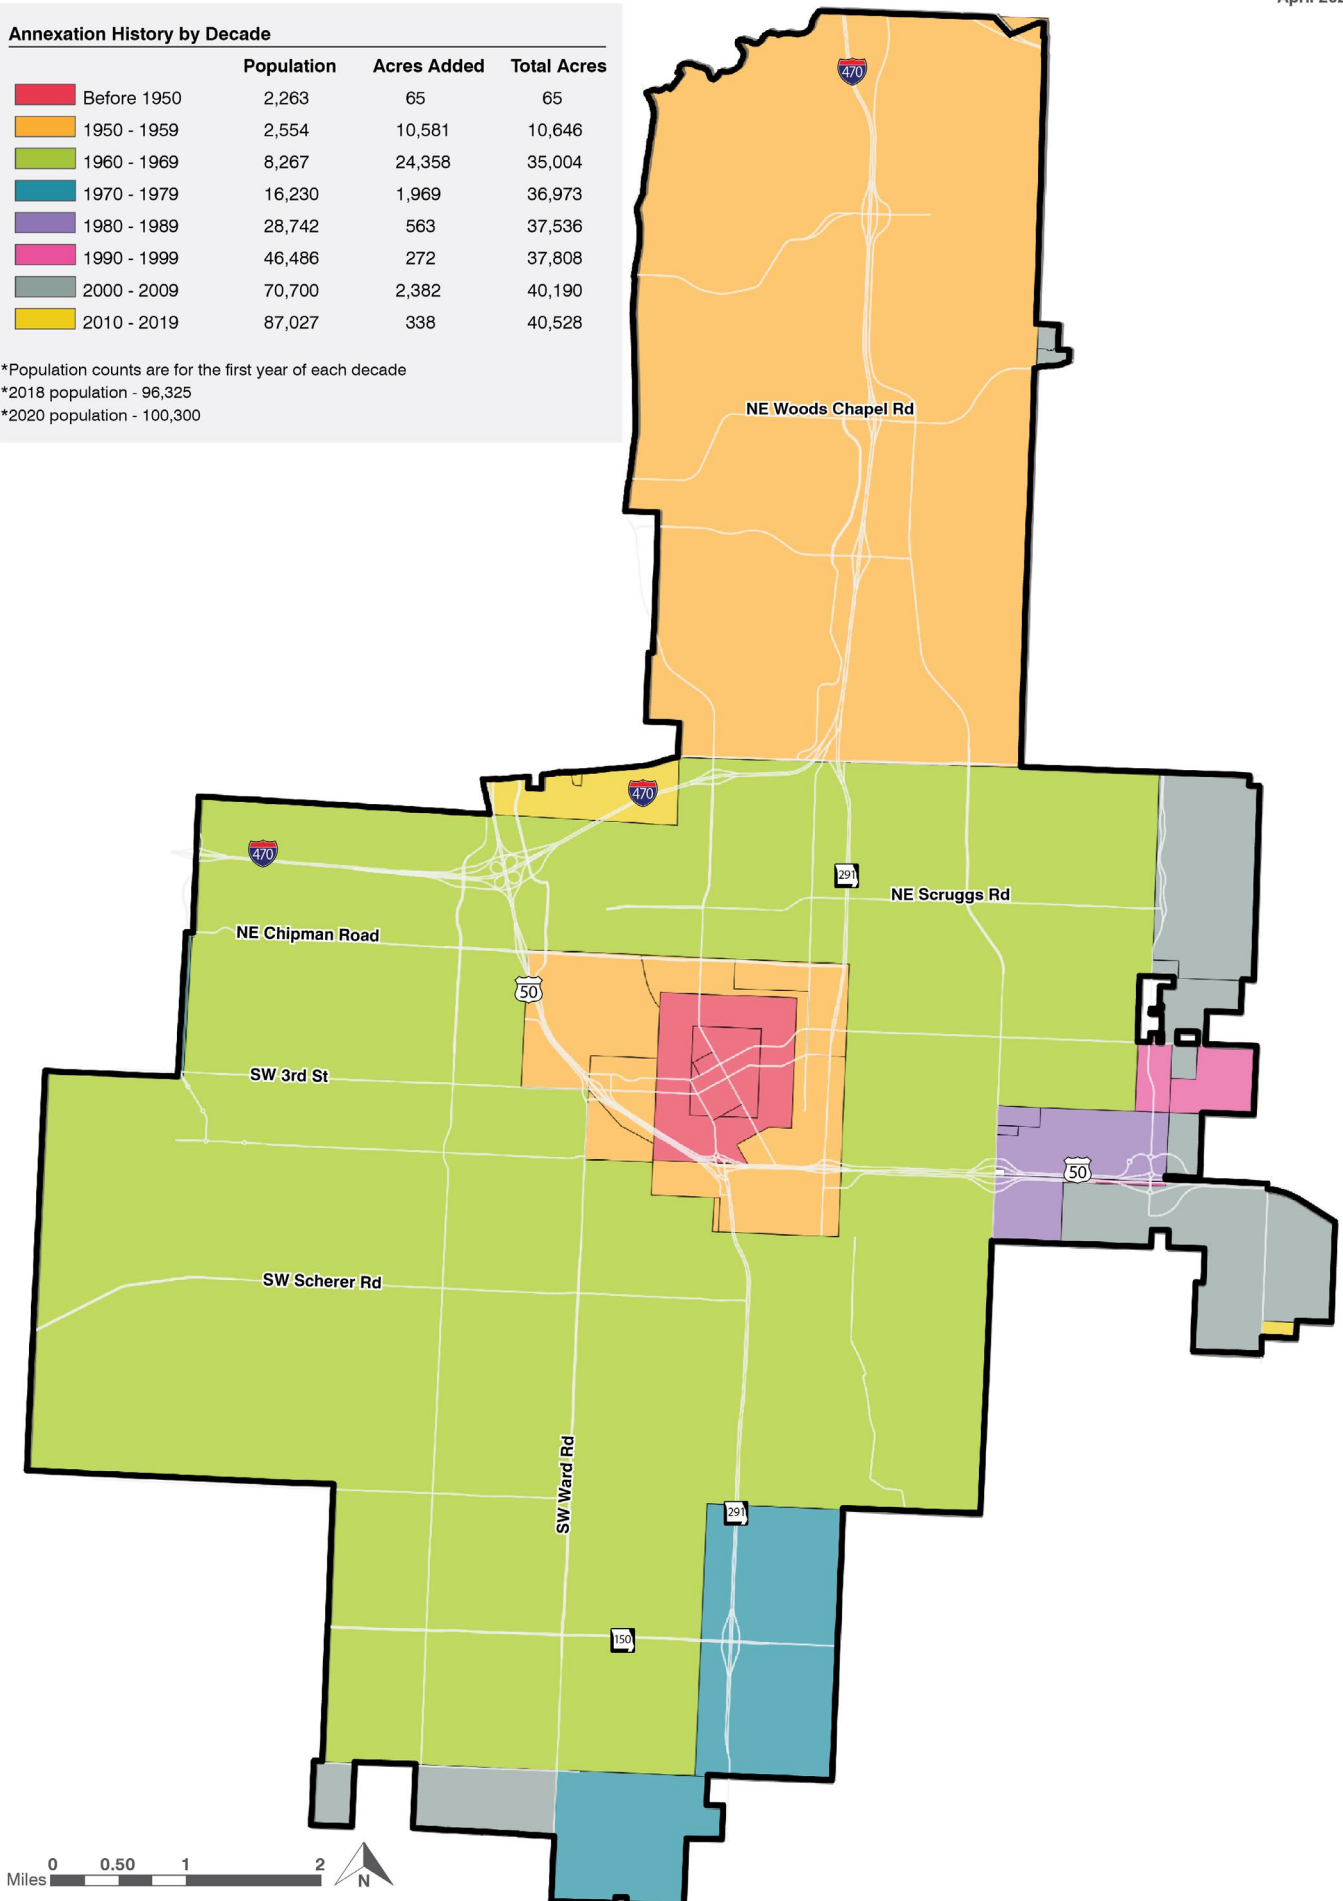 Annexation History by Decade
Population Acres Added Total Acres
Before 1950 2,263 65 65
1950 - 1959 2,554 10,581 10,646
1960 - 1969 8,267 24,358 35,004
1970 - 1979 16,230 1,969 36,973
1980 - 1989 28,742 563 37,536
1990 - 1999 46,486 272 37,808
2000 - 2009 70,700 2,382 40,190
2010 - 2019 87,027 338 40,528
*Population counts are for the first year of each decade
*2018 population - 96,325
*2020 population - 100,300
470
NE Woods Chapel Rd
470
470
291
NE Scruggs Rd
NE Chipman Road
50
SW 3rd St
50
SW Scherer Rd
SW Ward Rd
291
150
Miles 0 0.50 1 2
N